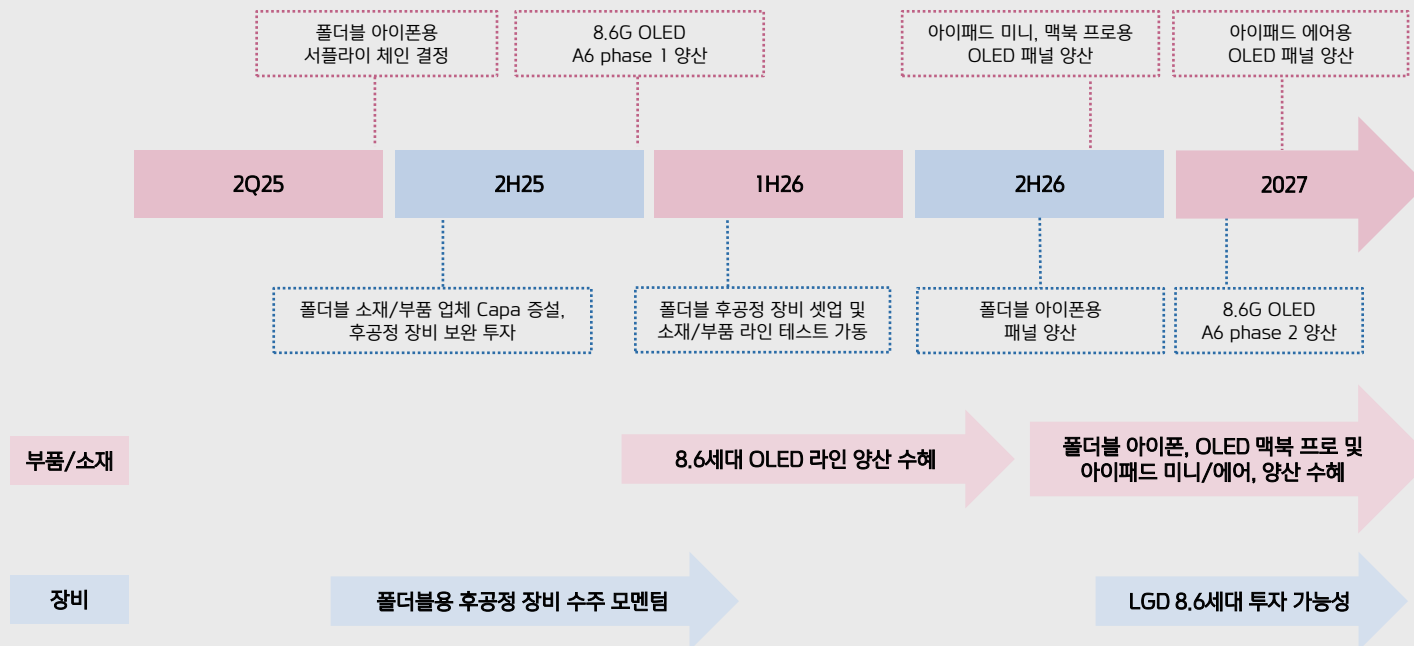 폴더블 아이폰용
서플라이 체인 결정
8.6G OLED
A6 phase 1 양산
아이패드 미니, 맥북 프로용
OLED 패널 양산
아이패드 에어용
OLED 패널 양산
2Q25
2H25
1H26
2H26
2027
폴더블 소재/부품 업체 Capa 증설,
후공정 장비 보완 투자
폴더블 후공정 장비 셋업 및
소재/부품 라인 테스트 가동
폴더블 아이폰용
패널 양산
8.6G OLED
A6 phase 2 양산
부품/소재
8.6세대 OLED 라인 양산 수혜
폴더블 아이폰, OLED 맥북 프로 및
아이패드 미니/에어, 양산 수혜
장비
폴더블용 후공정 장비 수주 모멘텀
LGD 8.6세대 투자 가능성